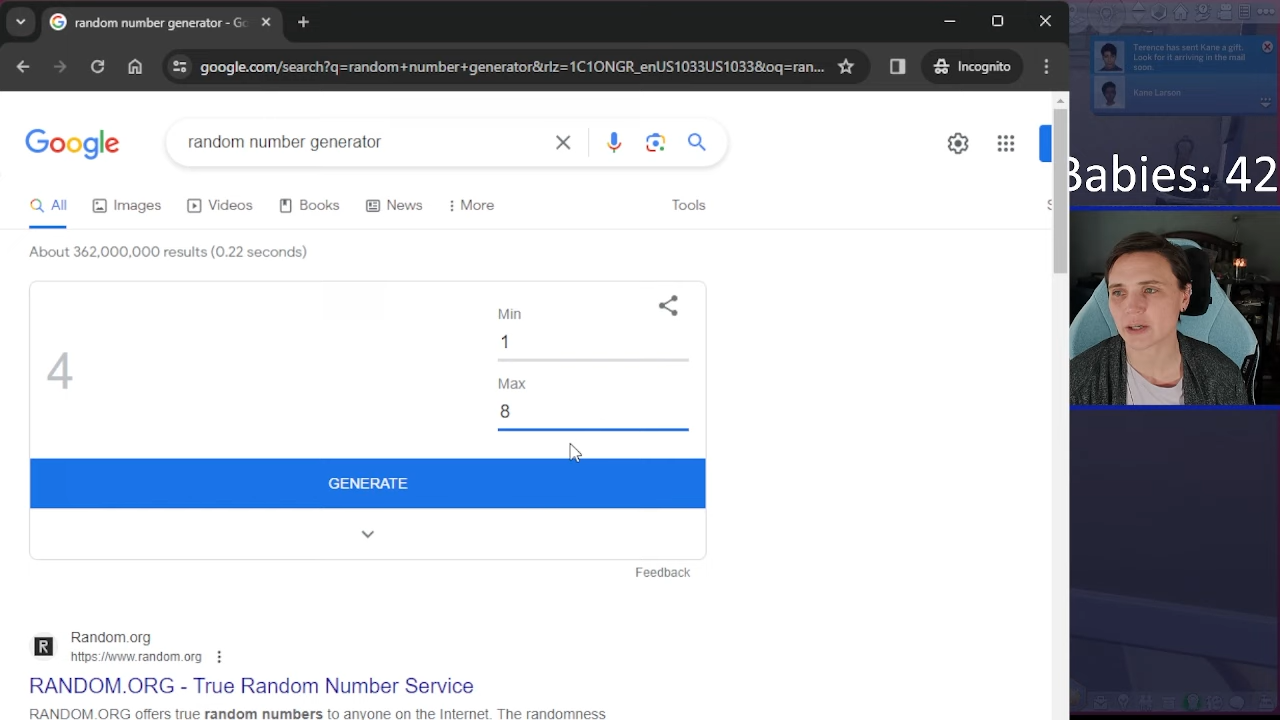 random number generator - Go
google.com/search?q=random+number+generator&rlz=1C1ONGR_enUS1033US1033&oq=ran...
Incognito
Terence has sent Kane a gift.
Look for it arriving in the mail
soon.
Kane Larson
Google
random number generator
Babies: 42
All
Images
Videos
Books
News
More
Tools
S
About 362,000,000 results (0.22 seconds)
4
Min
1
Max
8
GENERATE
Feedback
R
Random.org
https://www.random.org
RANDOM.ORG - True Random Number Service
RANDOM.ORG offers true random numbers to anyone on the Internet. The randomness